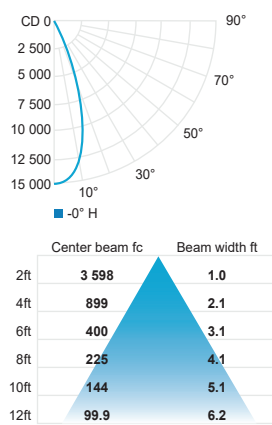 CD 0
2 500
5 000
7 500
10 000
12 500
15 000
90°
70°
50°
30°
10°
-0° H
Center beam fc Beam width ft
2ft 3 598 1.0
4ft 899 2.1
6ft 400 3.1
8ft 225 4.1
10ft 144 5.1
12ft 99.9 6.2